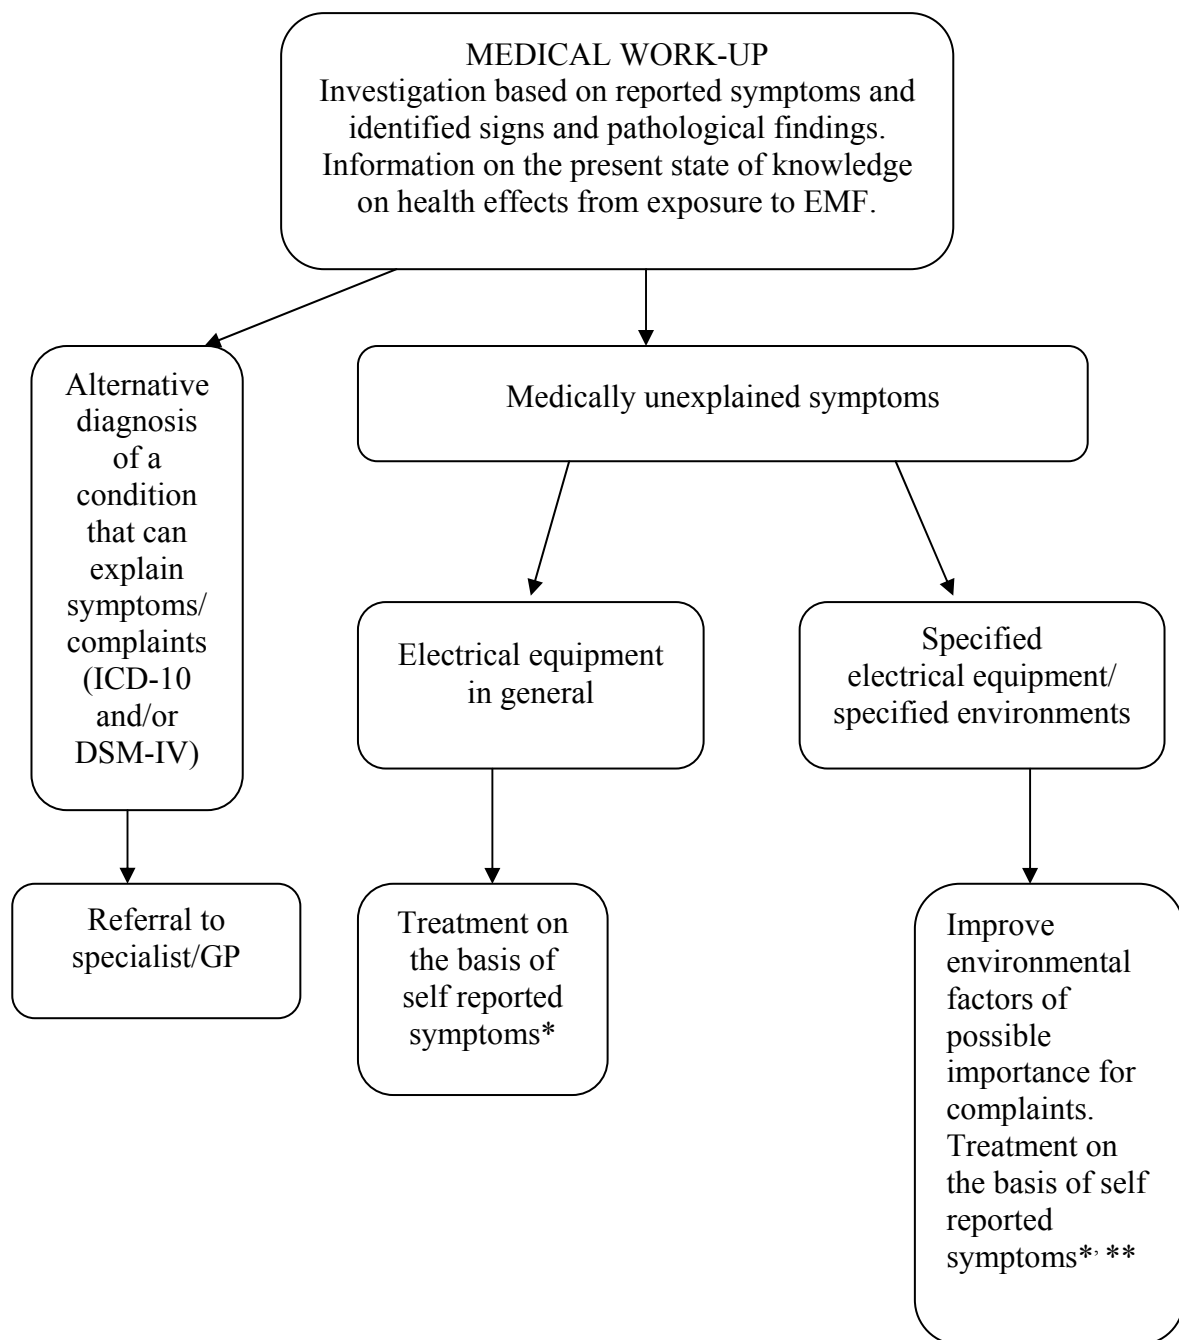 MEDICAL WORK-UP
Investigation based on reported symptoms and
identified signs and pathological findings.
Information on the present state of knowledge
on health effects from exposure to EMF.
Alternative
diagnosis
of a
condition
that can
explain
symptoms/
complaints
(ICD-10
and/or
DSM-IV)
Medically unexplained symptoms
Electrical equipment
in general
Specified
electrical equipment/
specified environments
Referral to
specialist/GP
Treatment on
the basis of
self reported
symptoms*
Improve
environmental
factors of
possible
importance for
complaints.
Treatment on
the basis of self
reported
symptoms*, **